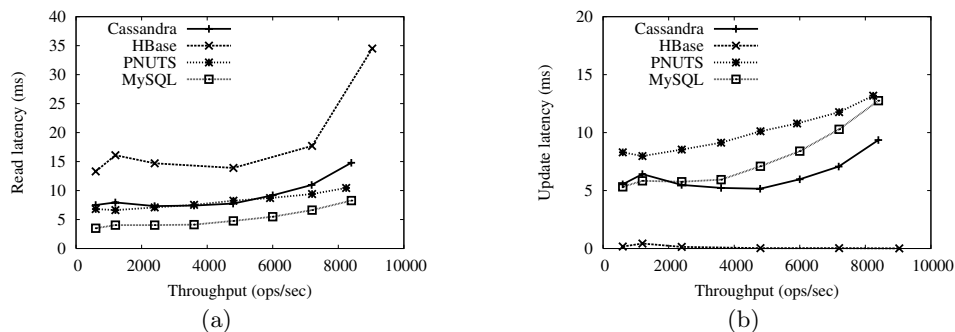 40
35
30
25
20
15
10
5
0
Read latency (ms)
Cassandra
HBase
PNUTS
MySQL
0 2000 4000 6000 8000 10000
Throughput (ops/sec)
(a)
20
15
10
5
0
Update latency (ms)
Cassandra
HBase
PNUTS
MySQL
0 2000 4000 6000 8000 10000
Throughput (ops/sec)
(b)